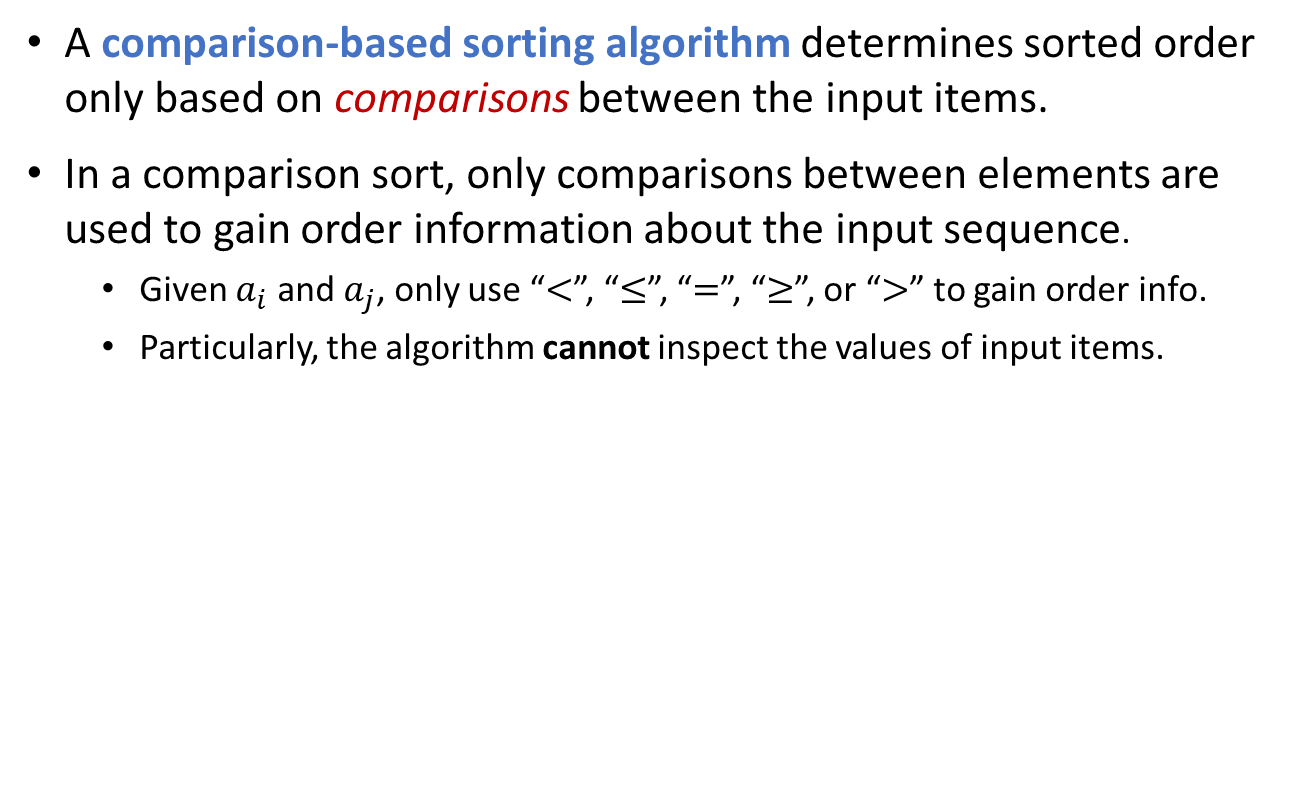 • A comparison-based sorting algorithm determines sorted order
only based on comparisons between the input items.
• In a comparison sort, only comparisons between elements are
used to gain order information about the input sequence.
• Given 𝑎ᵢ and 𝑎ⱼ, only use “<”, “≤”, “=”, “≥”, or “>” to gain order info.
• Particularly, the algorithm cannot inspect the values of input items.